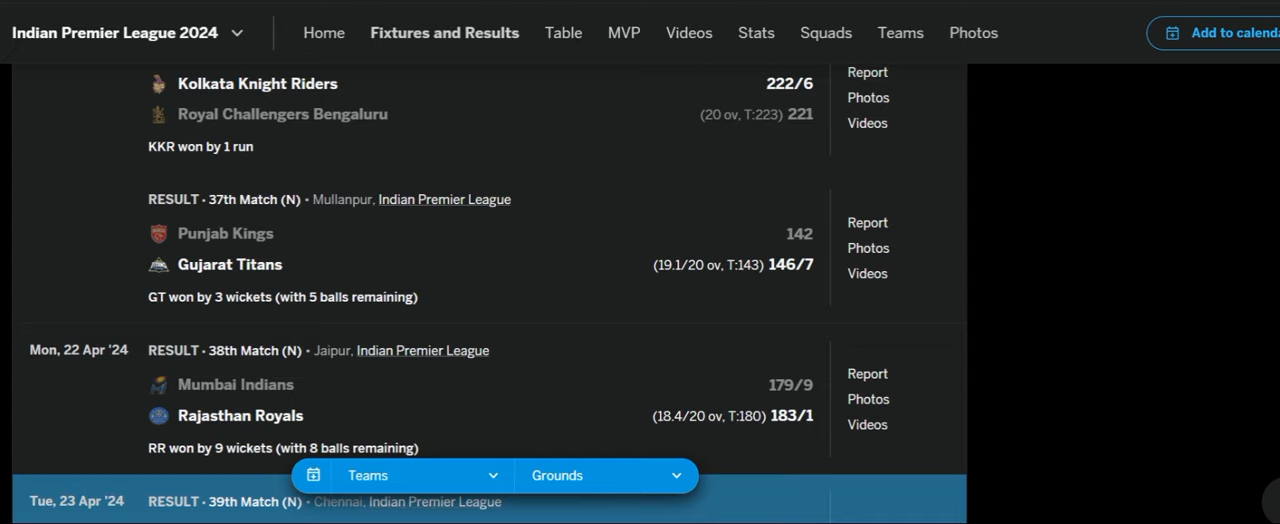 Indian Premier League 2024 Home Fixtures and Results Table MVP Videos Stats Squads Teams Photos Add to
Kolkata Knight Riders 222/6 Report
Royal Challengers Bengaluru (20 ov, T:223) 221 Photos
Videos
KKR won by 1 run
RESULT • 37th Match (N) • Mullanpur, Indian Premier League
Report
Punjab Kings 142
Photos
Gujarat Titans (19.1/20 ov, T:143) 146/7
Videos
GT won by 3 wickets (with 5 balls remaining)
Mon, 22 Apr '24 RESULT • 38th Match (N) • Jaipur, Indian Premier League
Report
Mumbai Indians 179/9
Photos
Rajasthan Royals (18.4/20 ov, T:180) 183/1
Videos
RR won by 9 wickets (with 8 balls remaining)
Teams Grounds
Tue, 23 Apr '24 RESULT • 39th Match (N) • Chennai, Indian Premier League